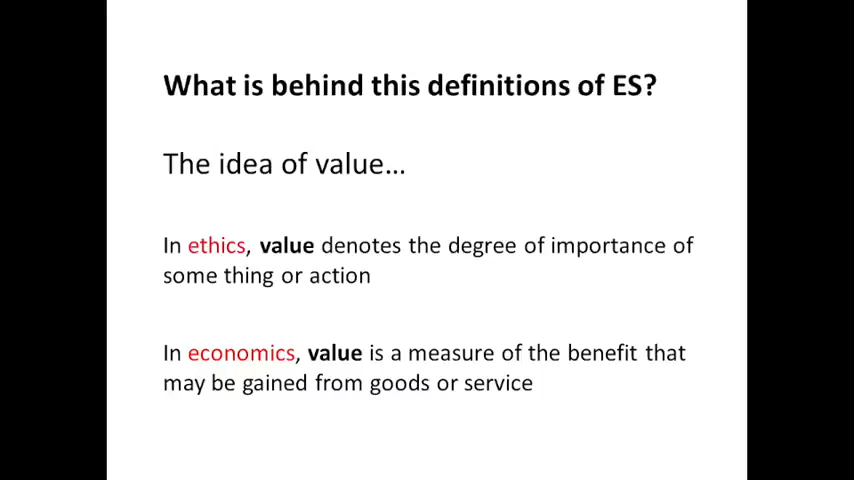 What is behind this definitions of ES?
The idea of value...
In ethics, value denotes the degree of importance of
some thing or action
In economics, value is a measure of the benefit that
may be gained from goods or service